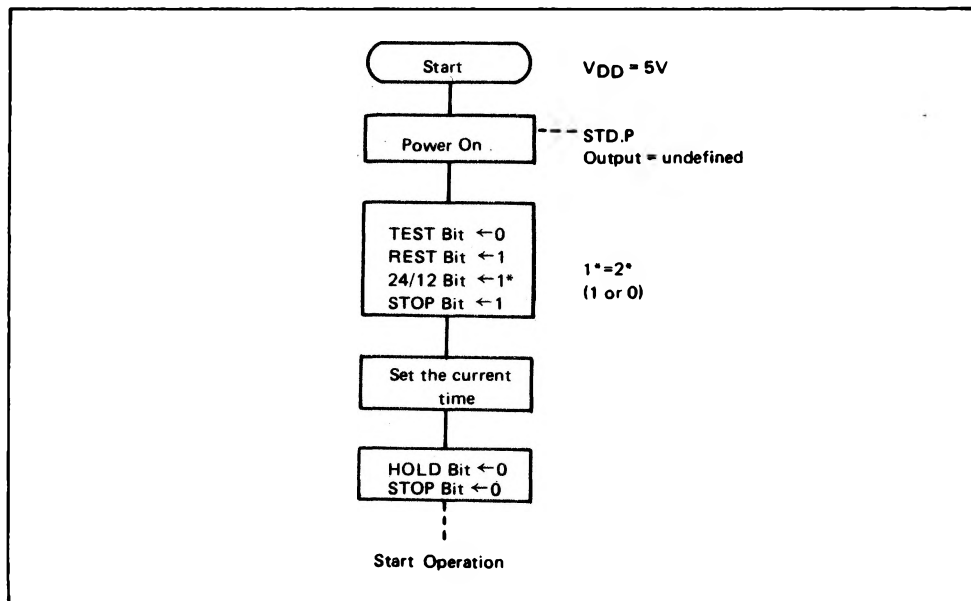 Start
VDD = 5V
Power On
STD.P
Output = undefined
TEST Bit ←0
REST Bit ←1
24/12 Bit ←1*
STOP Bit ←1
1*=2*
(1 or 0)
Set the current
time
HOLD Bit ←0
STOP Bit ←0
Start Operation